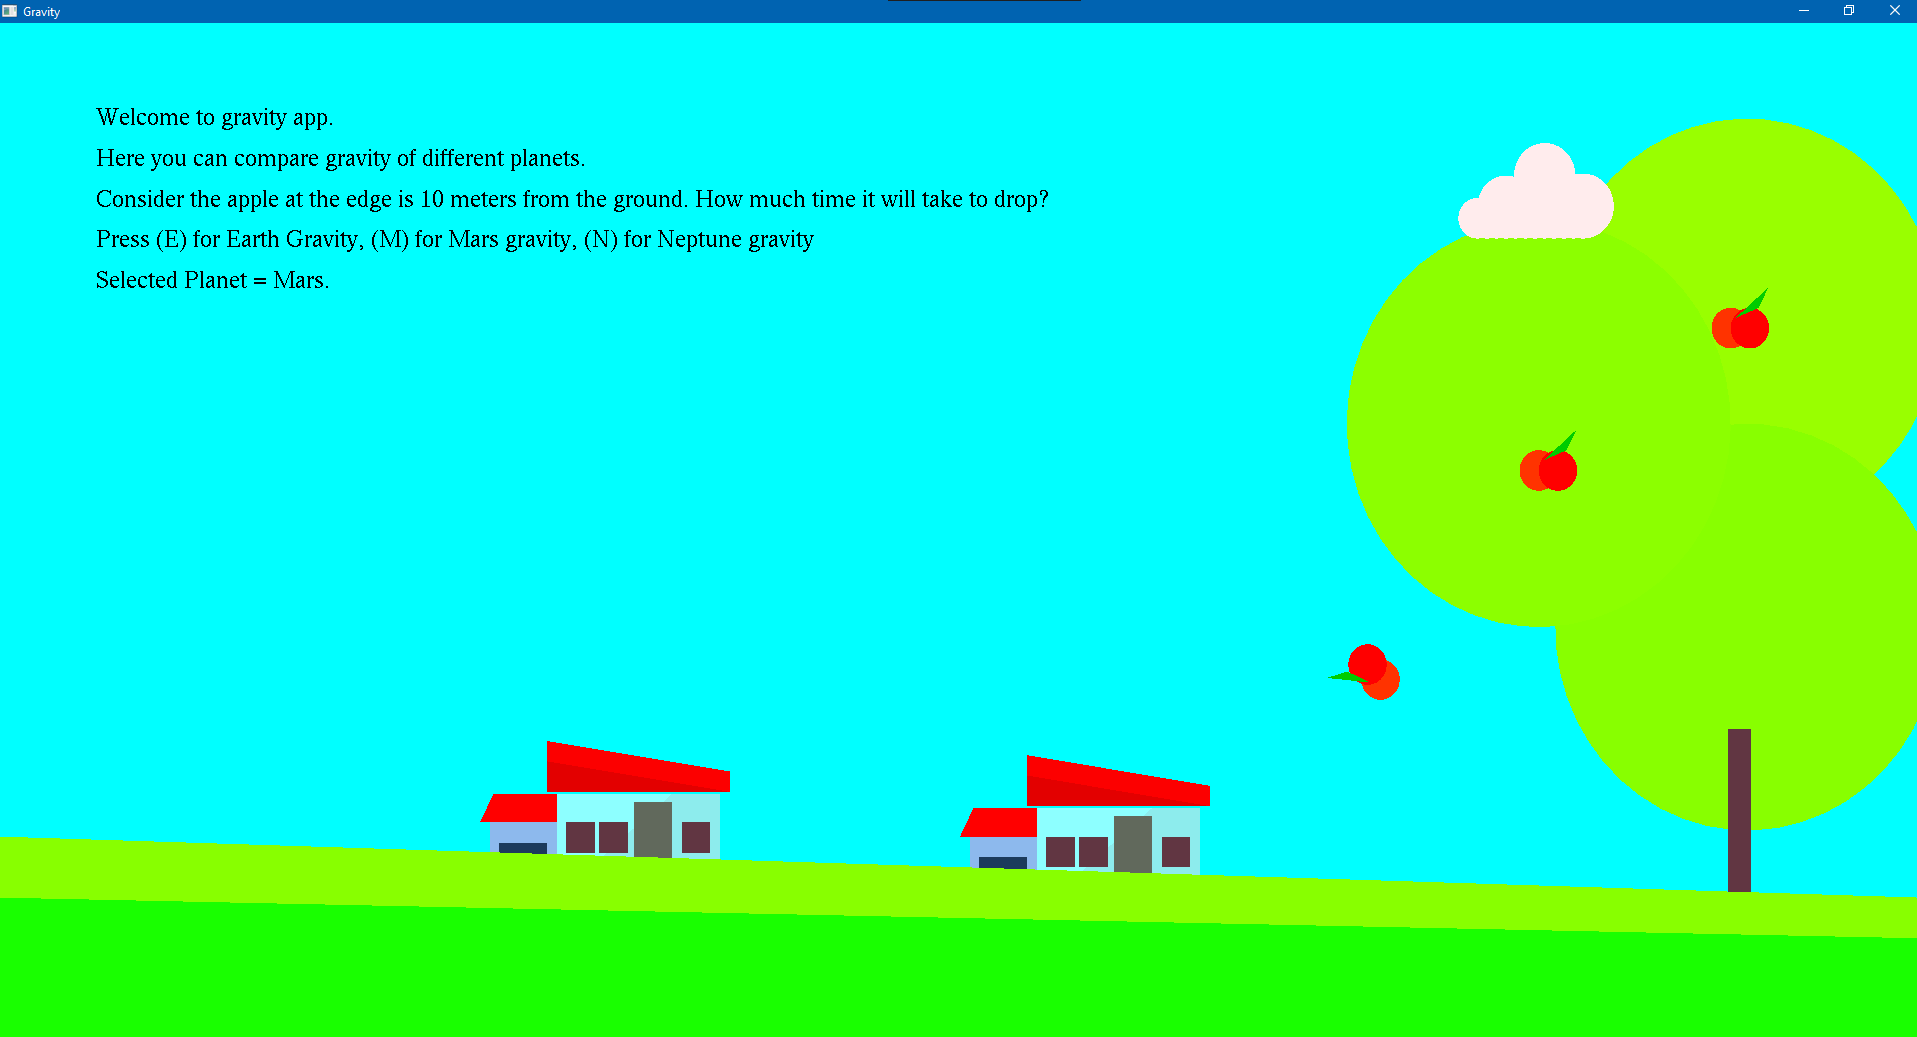 Gravity
Welcome to gravity app.
Here you can compare gravity of different planets.
Consider the apple at the edge is 10 meters from the ground. How much time it will take to drop?
Press (E) for Earth Gravity, (M) for Mars gravity, (N) for Neptune gravity
Selected Planet = Mars.